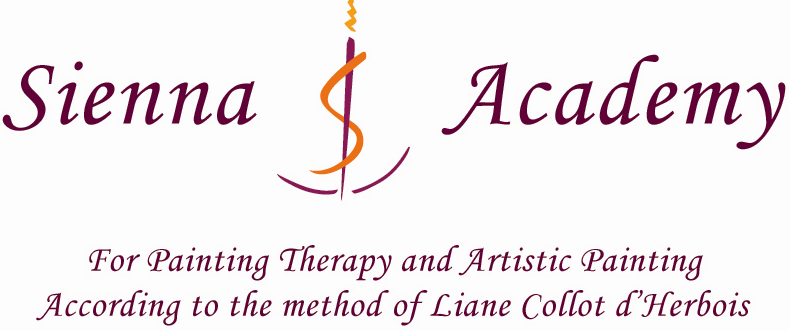 Sienna Academy
For Painting Therapy and Artistic Painting
According to the method of Liane Collot d'Herbois